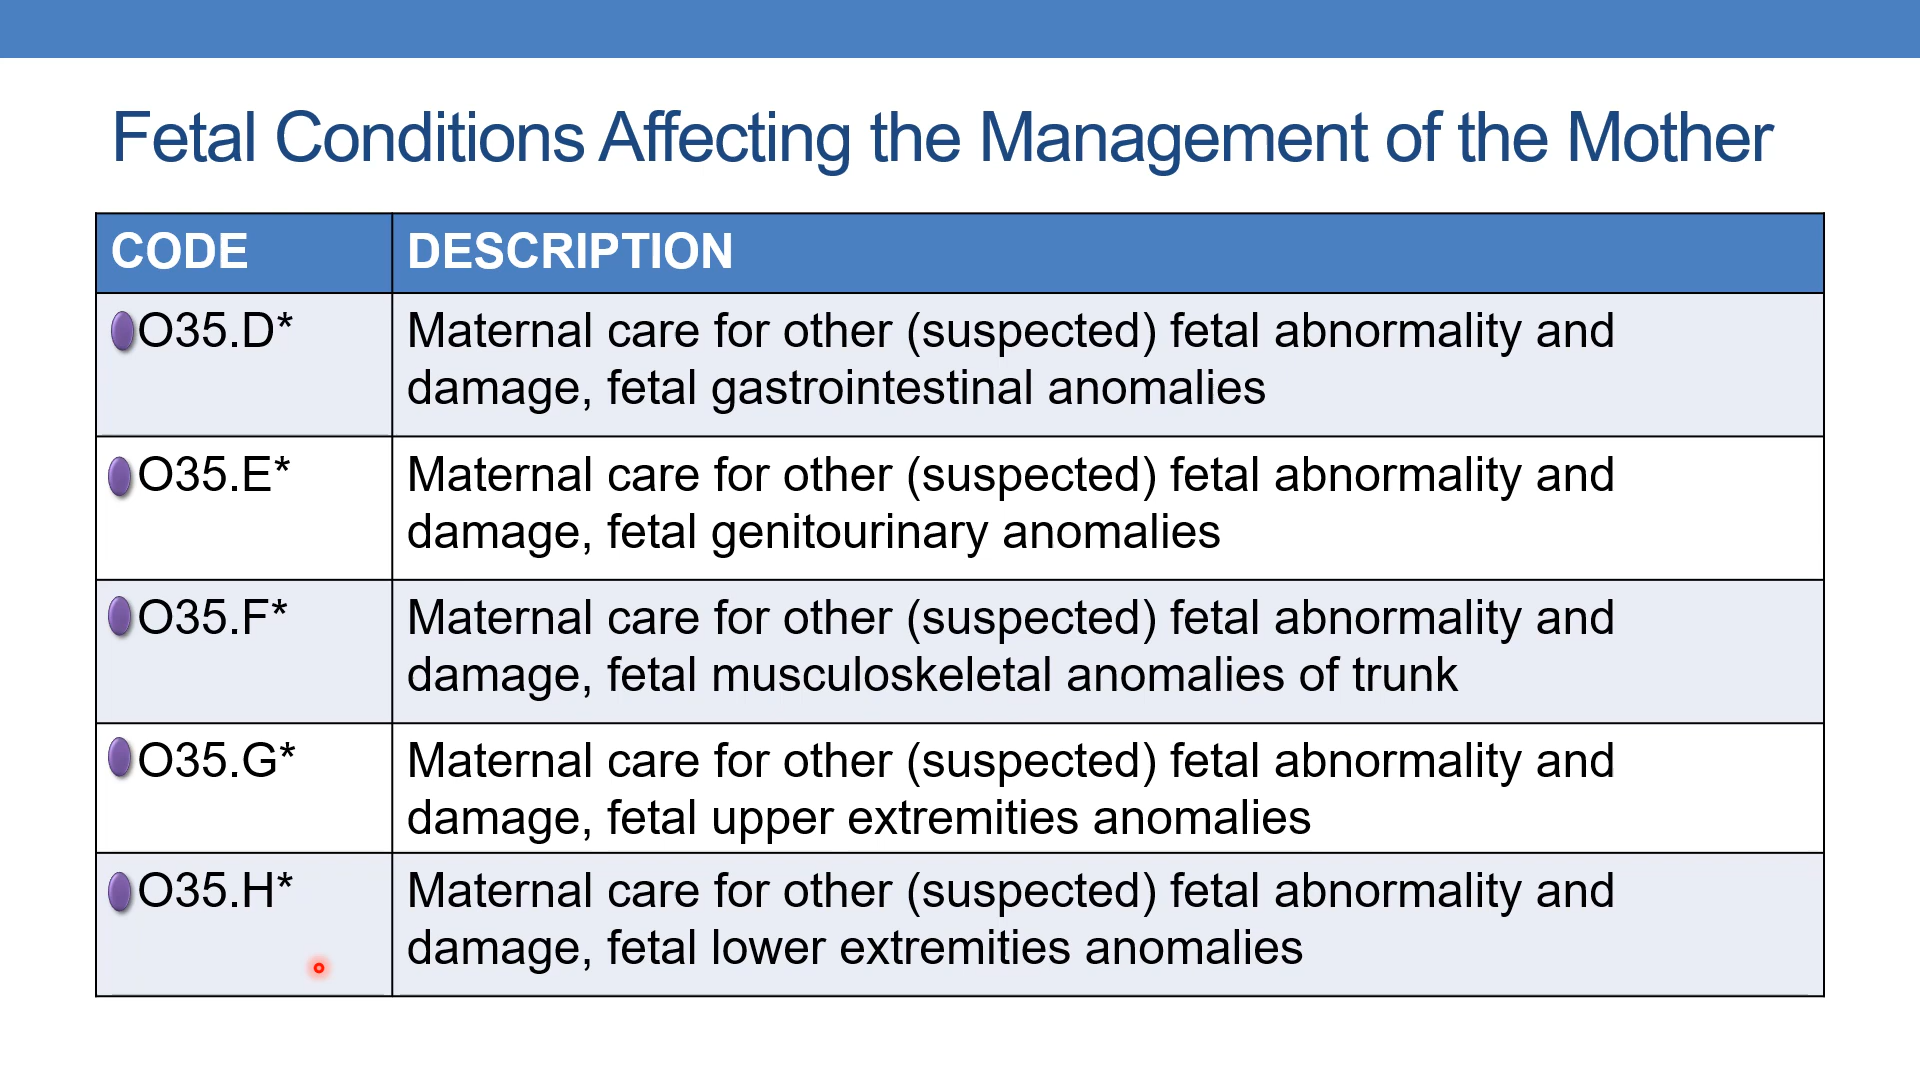 Fetal Conditions Affecting the Management of the Mother
CODE
DESCRIPTION
O35.D*
Maternal care for other (suspected) fetal abnormality and
damage, fetal gastrointestinal anomalies
O35.E*
Maternal care for other (suspected) fetal abnormality and
damage, fetal genitourinary anomalies
O35.F*
Maternal care for other (suspected) fetal abnormality and
damage, fetal musculoskeletal anomalies of trunk
O35.G*
Maternal care for other (suspected) fetal abnormality and
damage, fetal upper extremities anomalies
O35.H*
Maternal care for other (suspected) fetal abnormality and
damage, fetal lower extremities anomalies